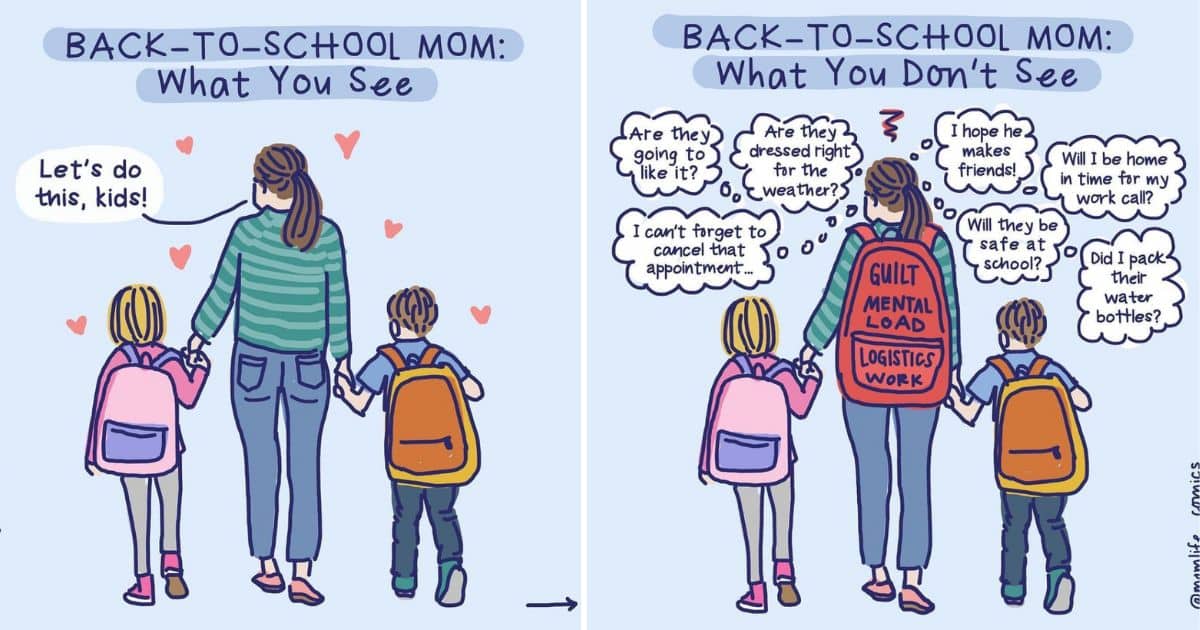 BACK-TO-SCHOOL MOM:
What You See
Let's do
this, kids!
BACK-TO-SCHOOL MOM:
What You Don't See
Are they
going to
like it?
Are they
dressed right
for the
weather?
I hope he
makes
friends!
Will I be home
in time for my
work call?
I can't forget to
cancel that
appointment...
Will they be
safe at
school?
Did I pack
their
water
bottles?
GUILT
MENTAL
LOAD
LOGISTICS
WORK
@momlife_comics